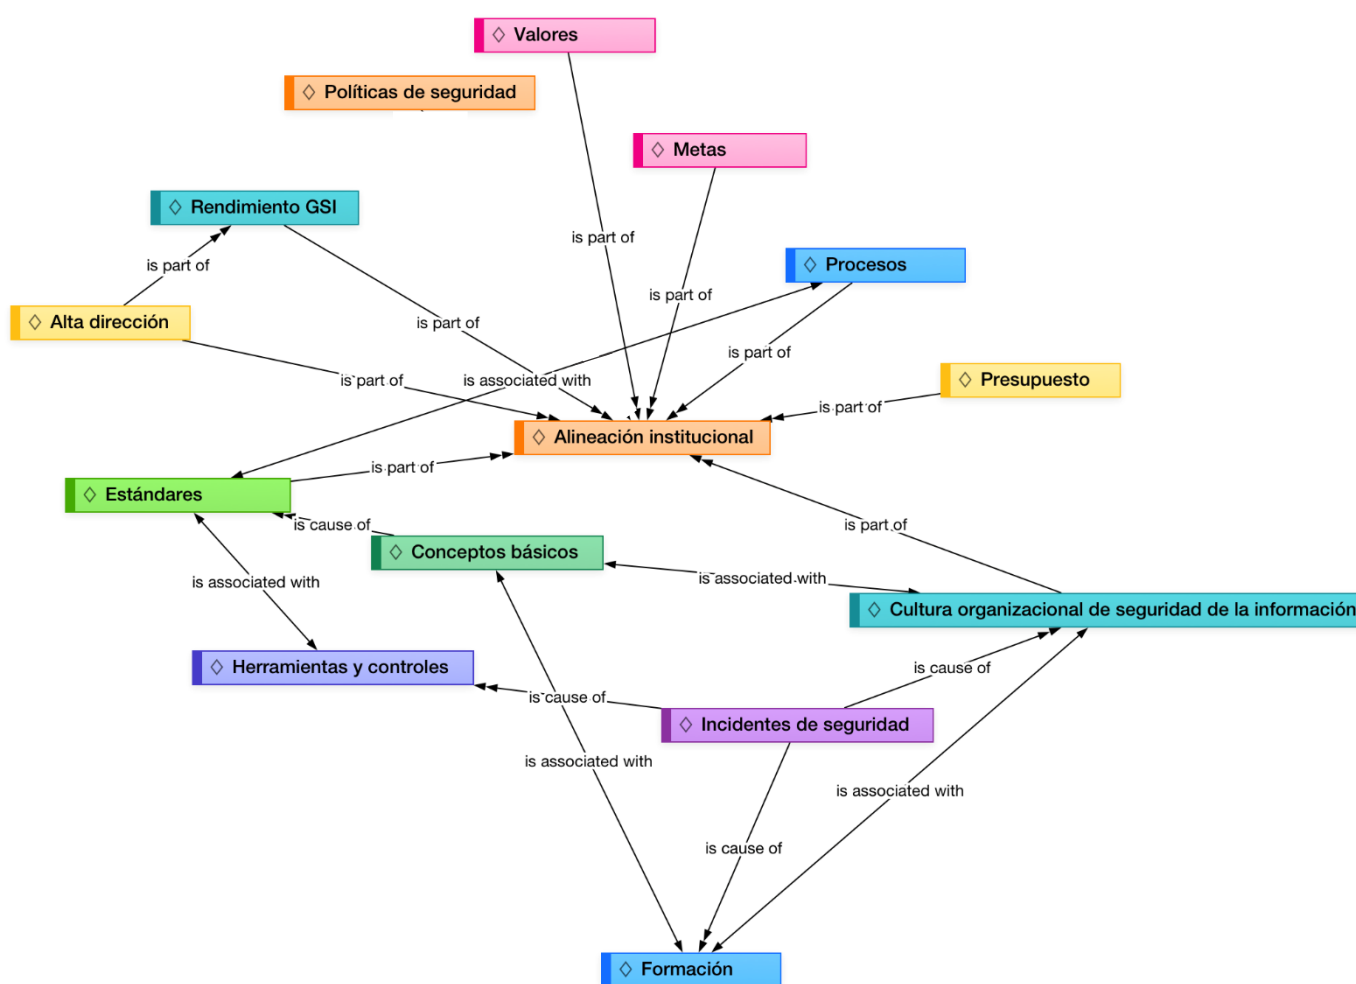 Valores
Políticas de seguridad
Metas
Rendimiento GSI
is part of
Procesos
is part of
is part of
Alta dirección
is part of
is part of
is part of
is associated with
Presupuesto
is part of
Alineación institucional
is part of
Estándares
is cause of
is part of
Conceptos básicos
is associated with
is associated with
Cultura organizacional de seguridad de la información
Herramientas y controles
is cause of
is cause of
Incidentes de seguridad
is associated with
is associated with
is cause of
Formación